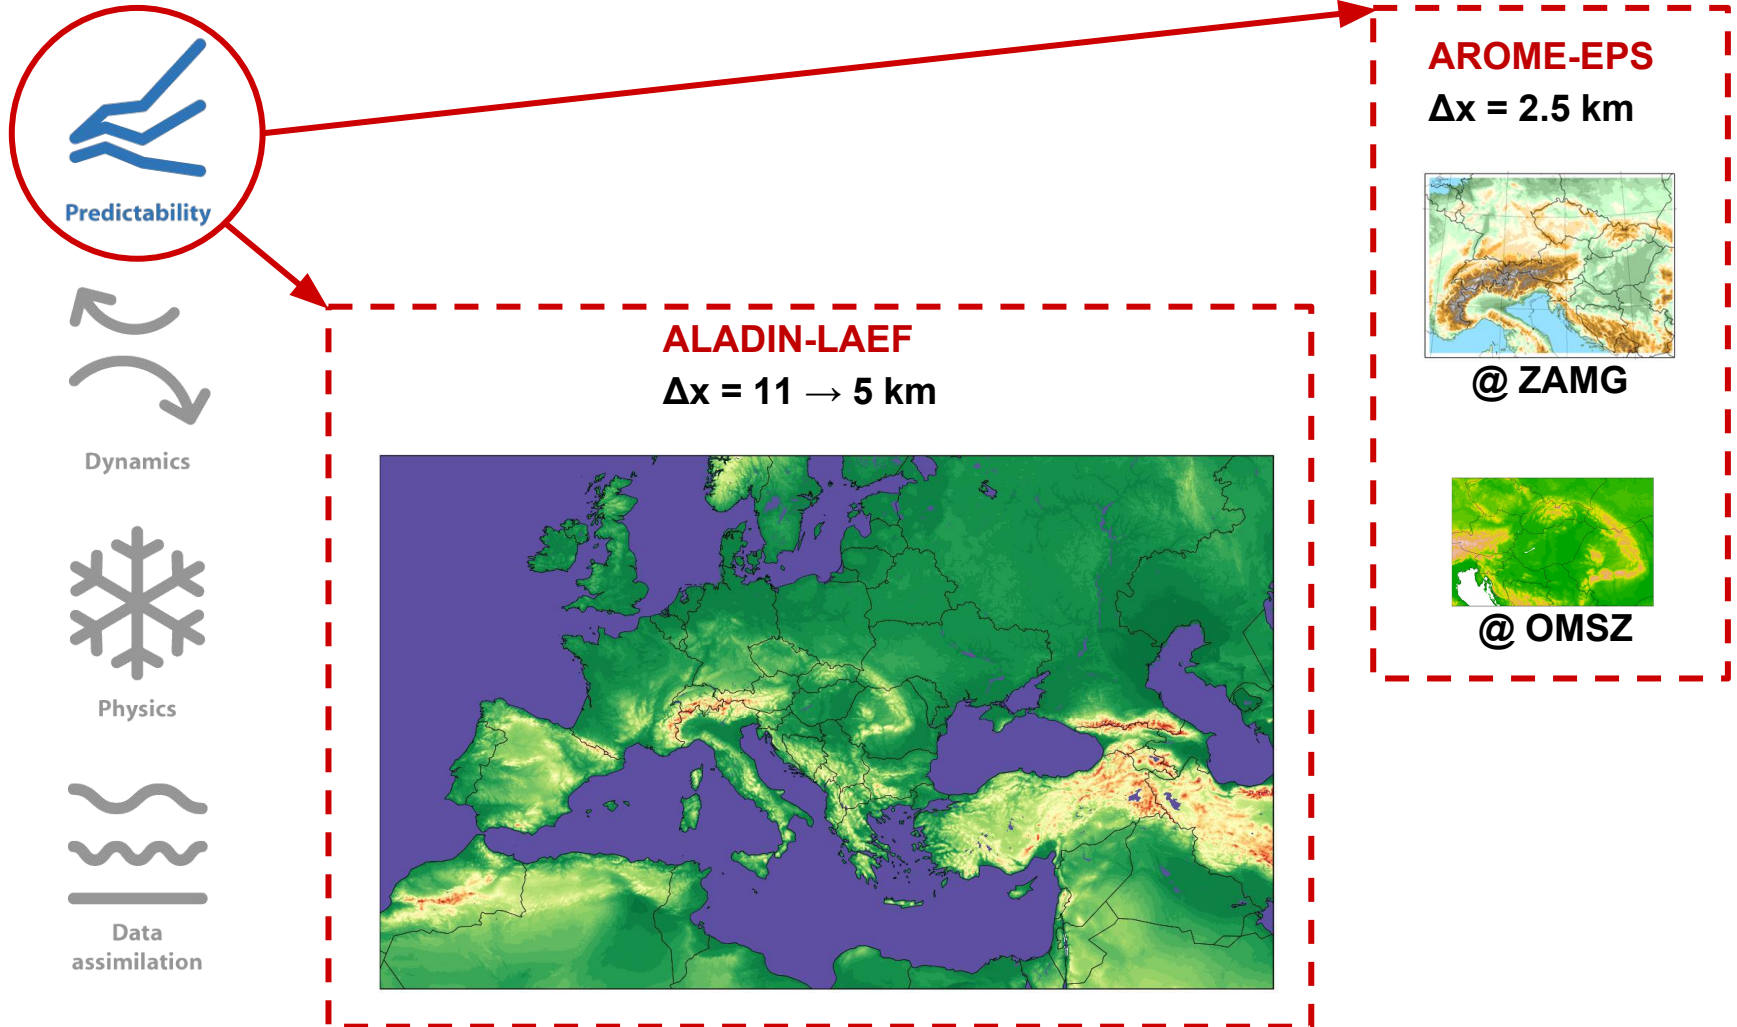 Predictability
Dynamics
Physics
Data
assimilation
ALADIN-LAEF
Δx = 11 → 5 km
AROME-EPS
Δx = 2.5 km
@ ZAMG
@ OMSZ